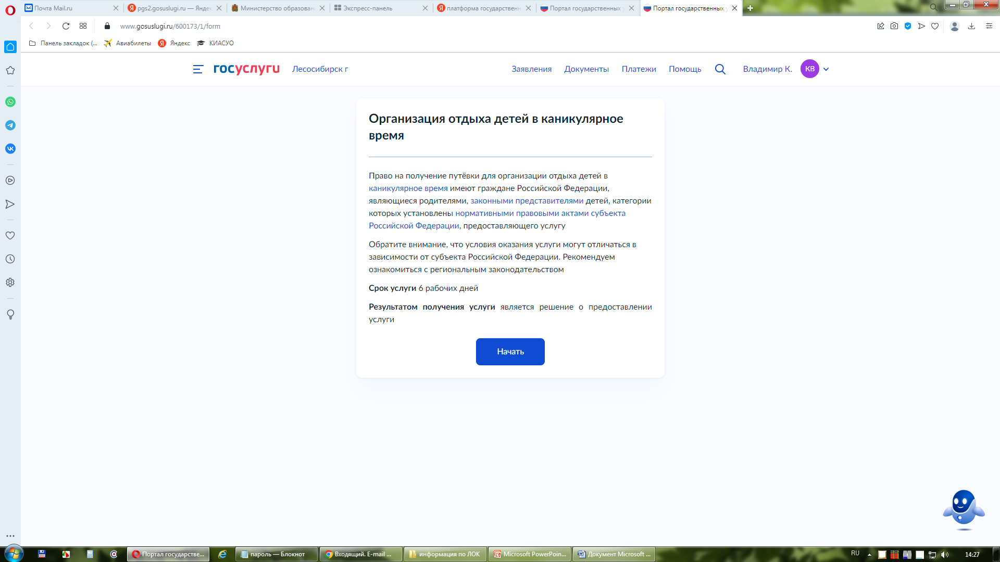 Почта Mail.ru
pgs2.gosuslugi.ru — Яндекс
Министерство образован
Экспресс-панель
платформа государственн
Портал государственных у
Портал государственных у
www.gosuslugi.ru/600173/1/form
Панель закладок (...
Авиабилеты
Яндекс
КИАСУО
госуслуги
Лесосибирск г
Заявления
Документы
Платежи
Помощь
Владимир К.
КВ
Организация отдыха детей в каникулярное
время
Право на получение путёвки для организации отдыха детей в
каникулярное время имеют граждане Российской Федерации,
являющиеся родителями, законными представителями детей, категории
которых установлены нормативными правовыми актами субъекта
Российской Федерации, предоставляющего услугу
Обратите внимание, что условия оказания услуги могут отличаться в
зависимости от субъекта Российской Федерации. Рекомендуем
ознакомиться с региональным законодательством
Срок услуги 6 рабочих дней
Результатом получения услуги является решение о предоставлении
услуги
Начать
Портал государстве...
пароль — Блокнот
Входящий. E-mail ...
информация по ЛОК
Microsoft PowerPoin...
Документ Microsoft ...
RU
14:27